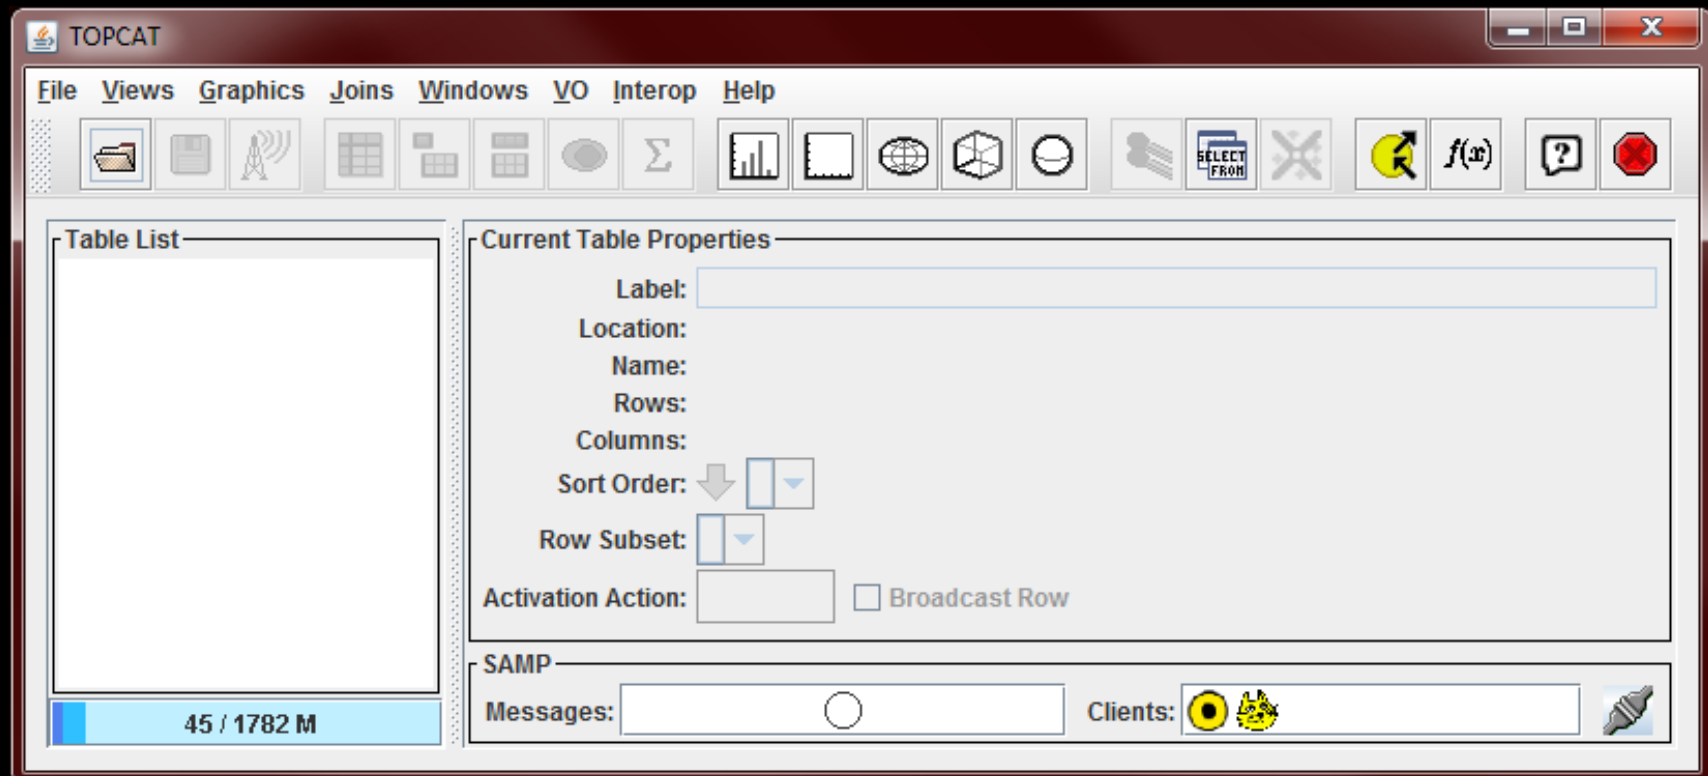 TOPCAT
File Views Graphics Joins Windows VO Interop Help
Σ SELECT FROM f(x) ?
Table List
Current Table Properties
Label:
Location:
Name:
Rows:
Columns:
Sort Order:
Row Subset:
Activation Action: Broadcast Row
SAMP
Messages: Clients:
45 / 1782 M